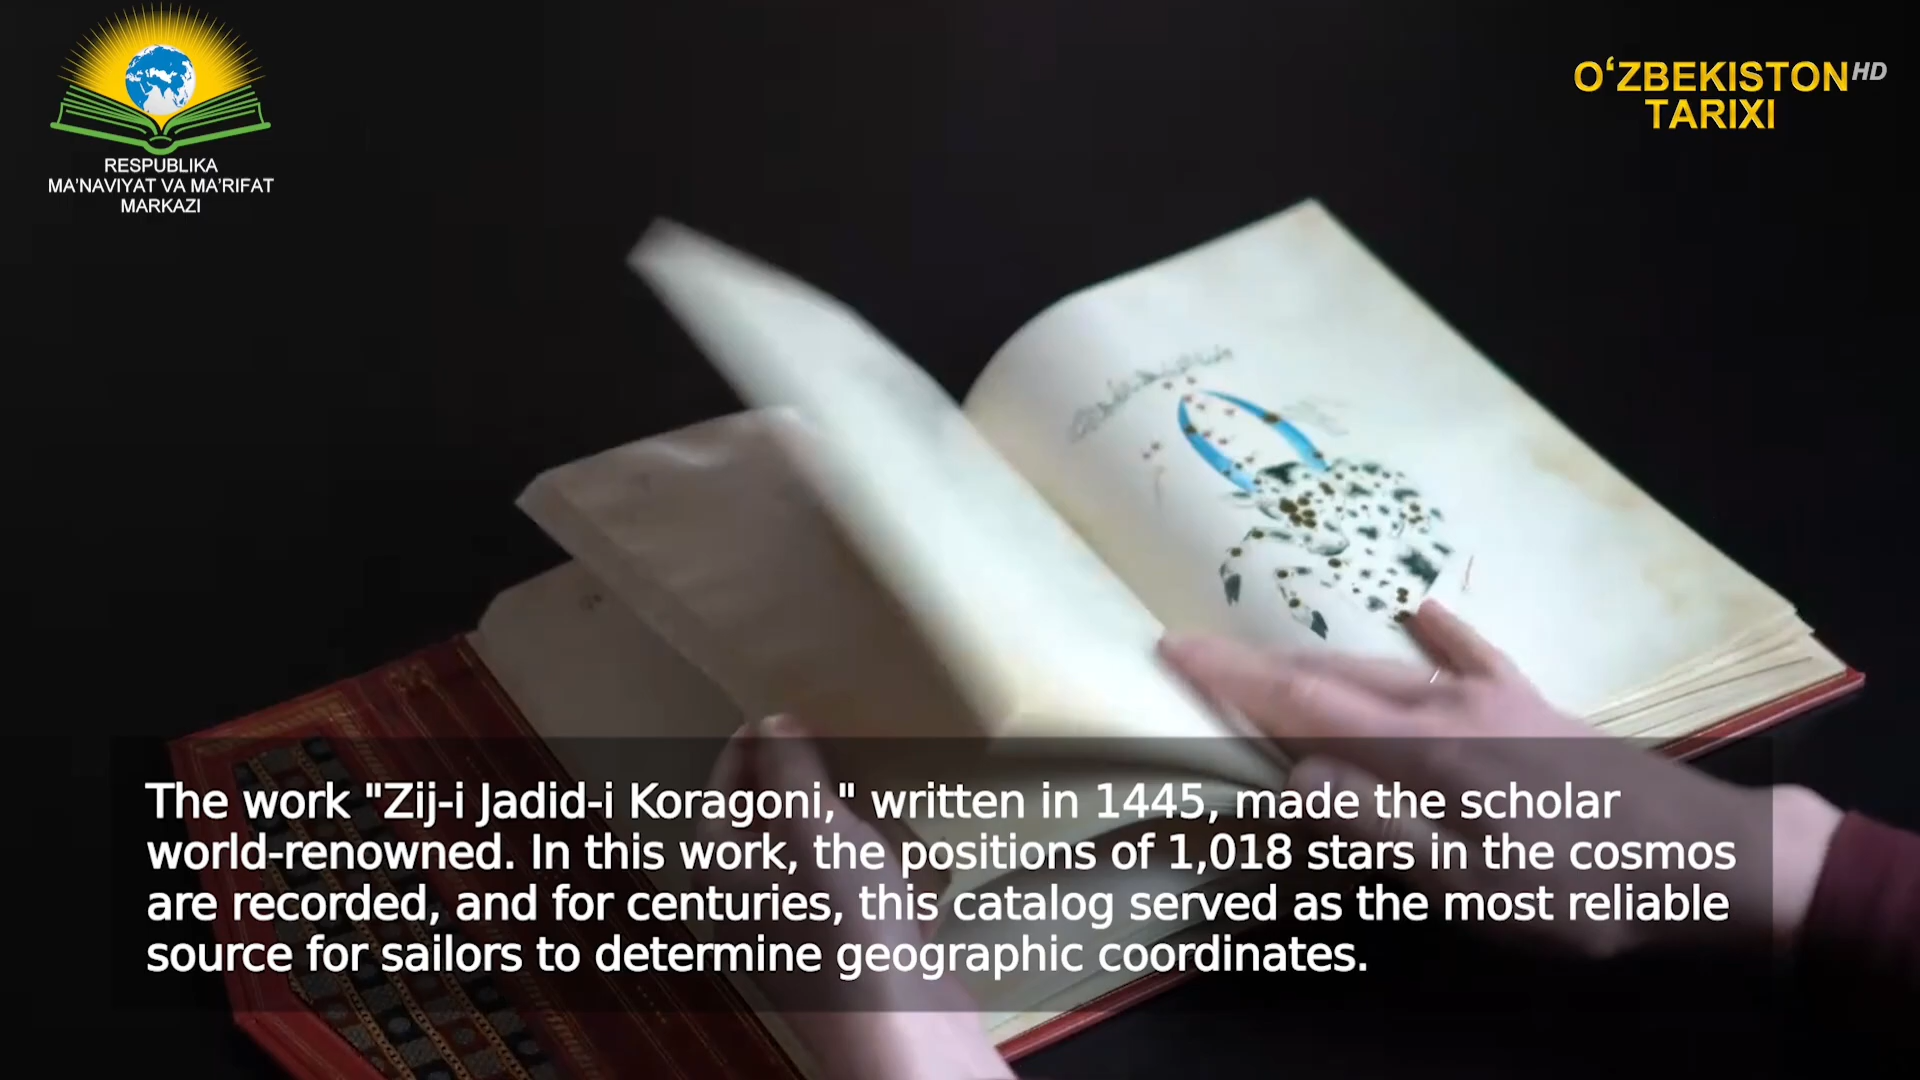 RESPUBLIKA
MA’NAVIYAT VA MA’RIFAT
MARKAZI
OʻZBEKISTON HD
TARIXI
The work "Zij-i Jadid-i Koragoni," written in 1445, made the scholar
world-renowned. In this work, the positions of 1,018 stars in the cosmos
are recorded, and for centuries, this catalog served as the most reliable
source for sailors to determine geographic coordinates.